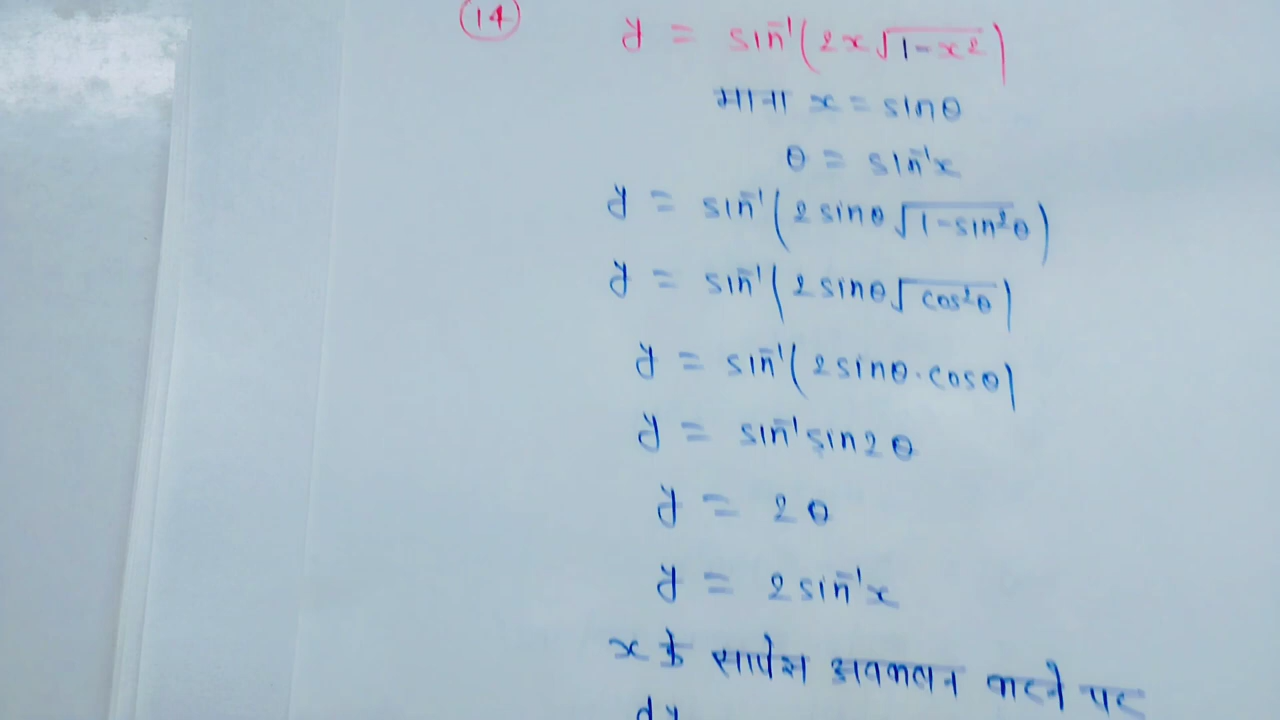 (14) y = sin⁻¹(2x√(1-x²))
माना x = sinθ
θ = sin⁻¹x
y = sin⁻¹(2sinθ√(1-sin²θ))
y = sin⁻¹(2sinθ√(cos²θ))
y = sin⁻¹(2sinθ.cosθ)
y = sin⁻¹sin2θ
y = 2θ
y = 2sin⁻¹x
x के सापेक्ष अवकलन करने पर
dy